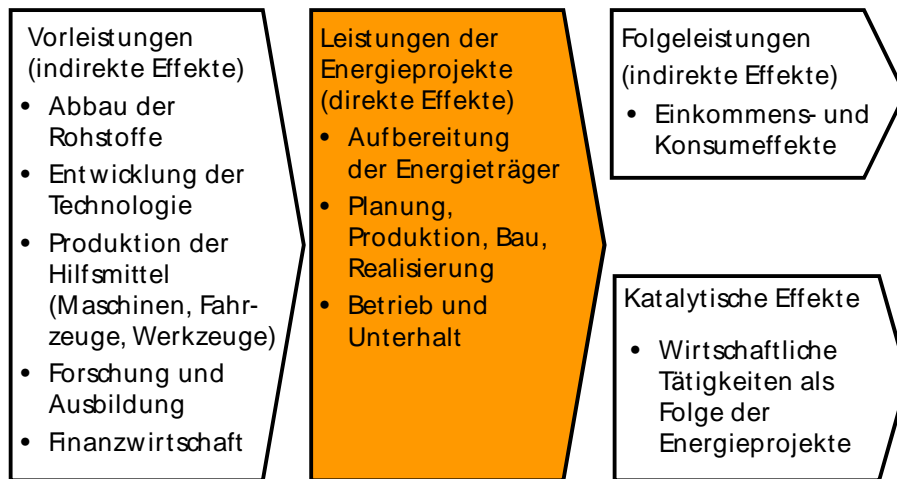 Vorleistungen
(indirekte Effekte)
• Abbau der
Rohstoffe
• Entwicklung der
Technologie
• Produktion der
Hilfsmittel
(Maschinen, Fahr-
zeuge, Werkzeuge)
• Forschung und
Ausbildung
• Finanzwirtschaft
Leistungen der
Energieprojekte
(direkte Effekte)
• Aufbereitung
der Energieträger
• Planung,
Produktion, Bau,
Realisierung
• Betrieb und
Unterhalt
Folgeleistungen
(indirekte Effekte)
• Einkommens- und
Konsumeffekte
Katalytische Effekte
• Wirtschaftliche
Tätigkeiten als
Folge der
Energieprojekte